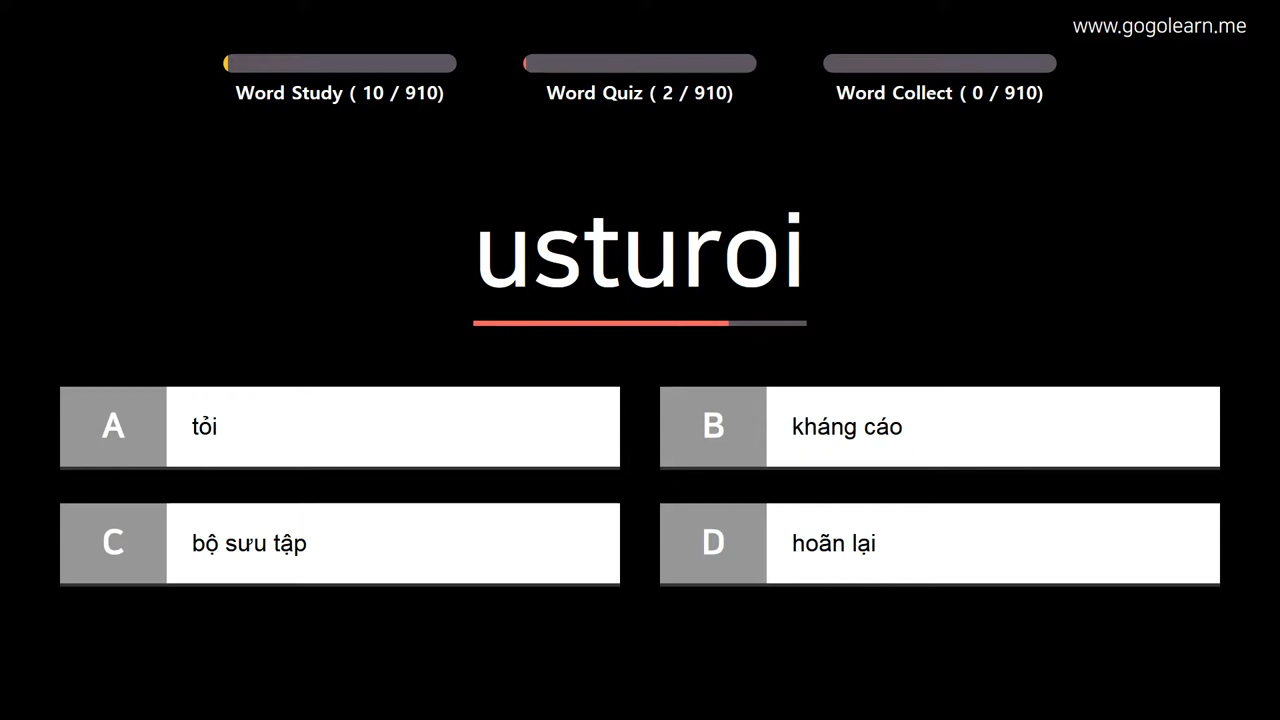 www.gogolearn.me
Word Study ( 10 / 910)
Word Quiz ( 2 / 910)
Word Collect ( 0 / 910)
usturoi
A
tỏi
B
kháng cáo
C
bộ sưu tập
D
hoãn lại